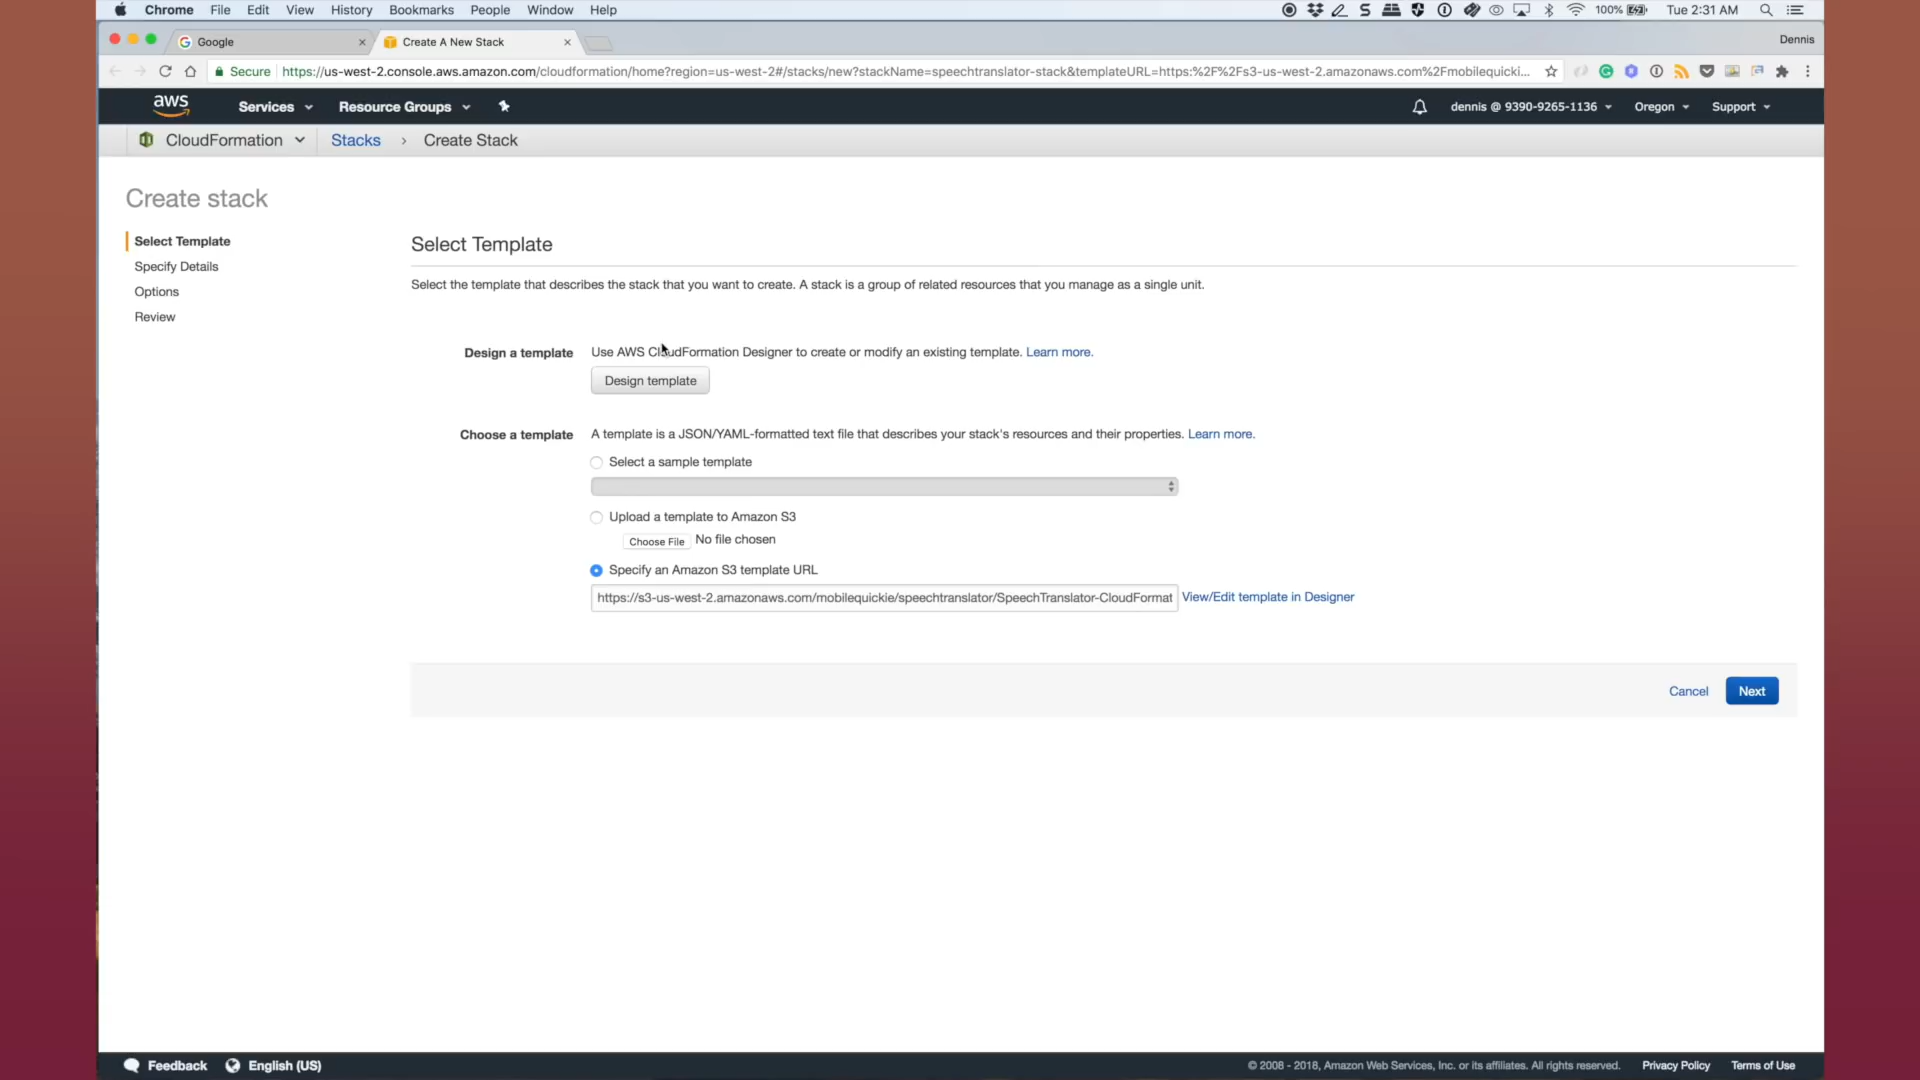 Chrome File Edit View History Bookmarks People Window Help 100% Tue 2:31 AM
Google Create A New Stack Dennis
Secure https://us-west-2.console.aws.amazon.com/cloudformation/home?region=us-west-2#/stacks/new?stackName=speechtranslator-stack&templateURL=https:%2F%2Fs3-us-west-2.amazonaws.com%2Fmobilequicki...
aws Services Resource Groups dennis @ 9390-9265-1136 Oregon Support
CloudFormation Stacks › Create Stack
Create stack
Select Template
Specify Details
Options
Review
Select Template
Select the template that describes the stack that you want to create. A stack is a group of related resources that you manage as a single unit.
Design a template Use AWS CloudFormation Designer to create or modify an existing template. Learn more.
Design template
Choose a template A template is a JSON/YAML-formatted text file that describes your stack's resources and their properties. Learn more.
Select a sample template
Upload a template to Amazon S3
Choose File No file chosen
Specify an Amazon S3 template URL
https://s3-us-west-2.amazonaws.com/mobilequickie/speechtranslator/SpeechTranslator-CloudFormat View/Edit template in Designer
Cancel Next
Feedback English (US) © 2008 - 2018, Amazon Web Services, Inc. or its affiliates. All rights reserved. Privacy Policy Terms of Use